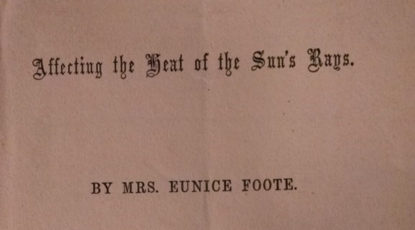 Affecting the Heat of the Sun's Rays.
BY MRS. EUNICE FOOTE.